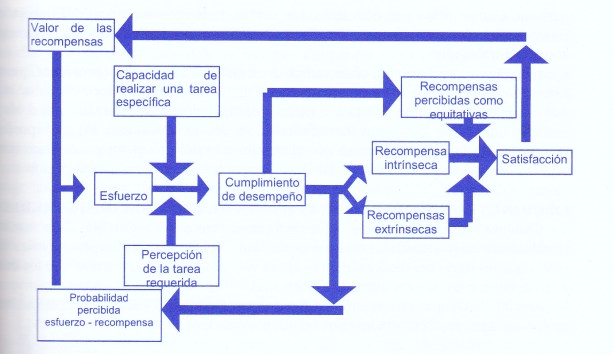 Valor de las
recompensas
Capacidad de
realizar una tarea
específica
Recompensas
percibidas como
equitativas
Recompensa
intrínseca
Satisfacción
Esfuerzo
Cumplimiento
de desempeño
Recompensas
extrínsecas
Percepción
de la tarea
requerida
Probabilidad
percibida
esfuerzo - recompensa